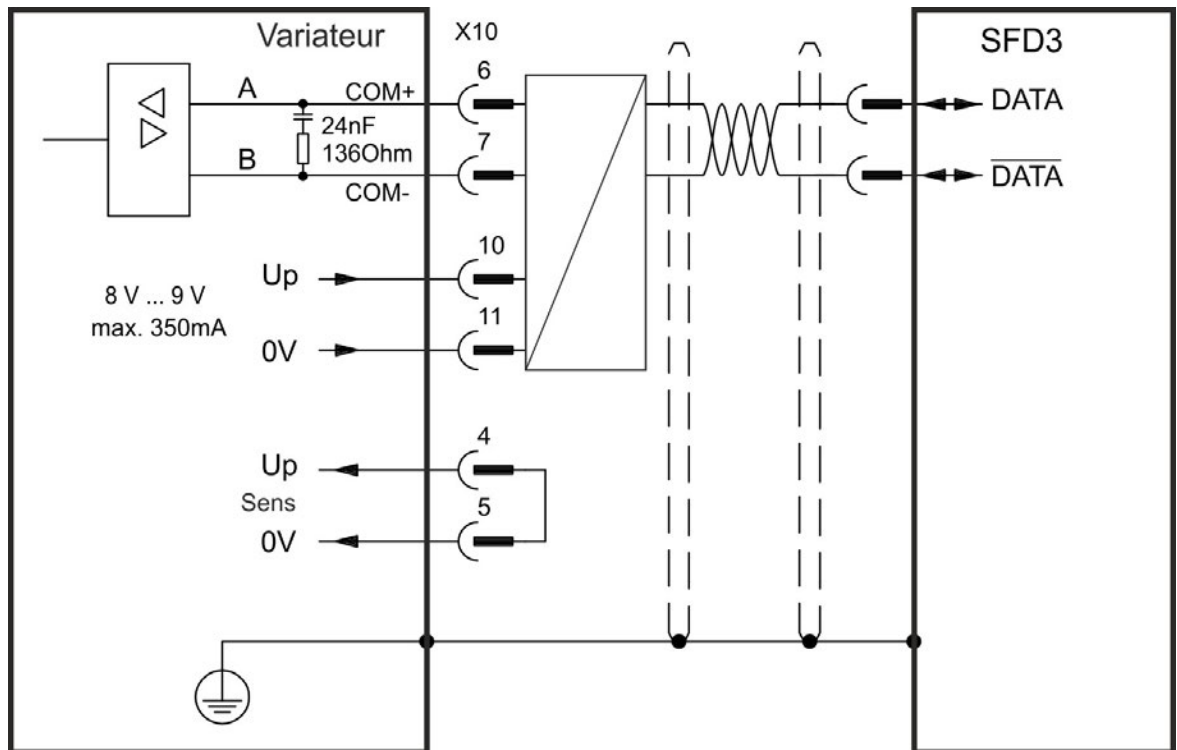 Variateur
X10
SFD3
6
A
COM+
DATA
24nF
136Ohm
7
B
COM-
DATA
10
Up
8 V ... 9 V
max. 350mA
11
0V
4
Up
Sens
5
0V